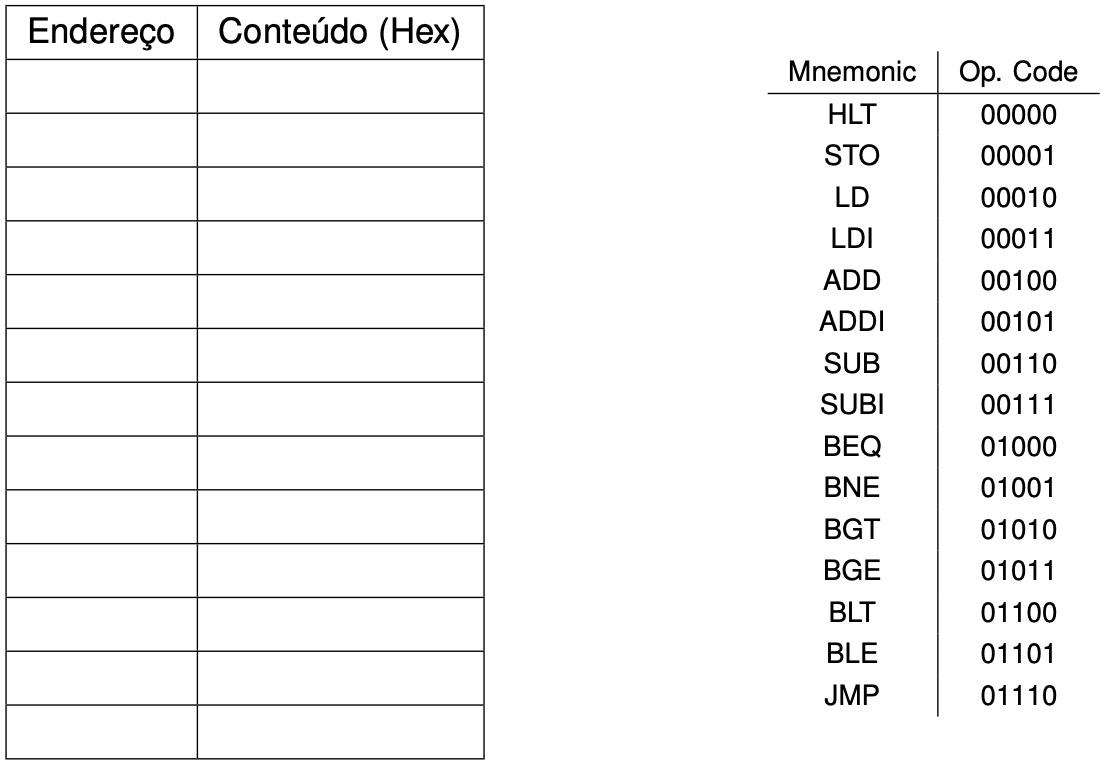 Endereço Conteúdo (Hex)
Mnemonic Op. Code
HLT 00000
STO 00001
LD 00010
LDI 00011
ADD 00100
ADDI 00101
SUB 00110
SUBI 00111
BEQ 01000
BNE 01001
BGT 01010
BGE 01011
BLT 01100
BLE 01101
JMP 01110